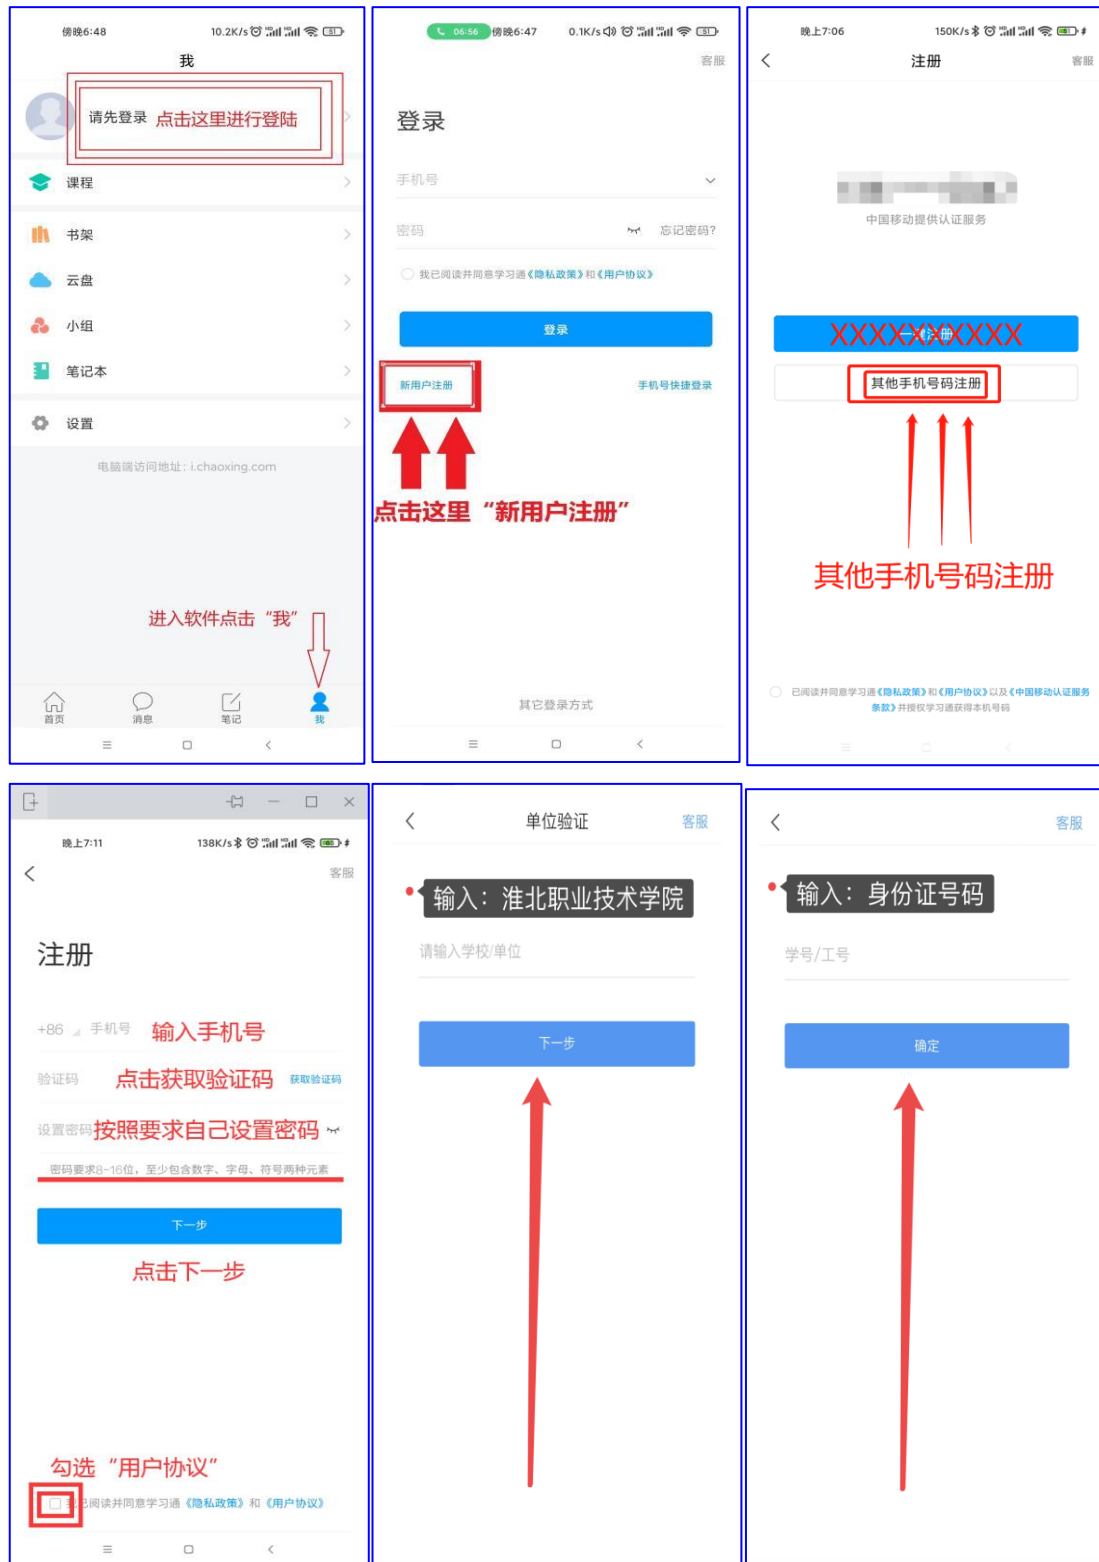 傍晚6:48
10.2K/s
我
请先登录
点击这里进行登陆
课程
书架
云盘
小组
笔记本
设置
电脑端访问地址: i.chaoxing.com
进入软件点击“我”
首页
消息
笔记
我
06:56
傍晚6:47
0.1K/s
客服
登录
手机号
密码
忘记密码?
我已阅读并同意学习通《隐私政策》和《用户协议》
登录
新用户注册
手机号快捷登录
点击这里“新用户注册”
其它登录方式
晚上7:06
150K/s
注册
客服
中国移动提供认证服务
一键注册
XXXXXXXXXX
其他手机号码注册
其他手机号码注册
已阅读并同意学习通《隐私政策》和《用户协议》以及《中国移动认证服务
条款》并授权学习通获得本机号码
晚上7:11
138K/s
客服
注册
+86 手机号
输入手机号
验证码
点击获取验证码
获取验证码
设置密码
按照要求自己设置密码
密码要求8-16位，至少包含数字、字母、符号两种元素
下一步
点击下一步
勾选“用户协议”
我已阅读并同意学习通《隐私政策》和《用户协议》
单位验证
客服
输入：淮北职业技术学院
请输入学校/单位
下一步
客服
输入：身份证号码
学号/工号
确定